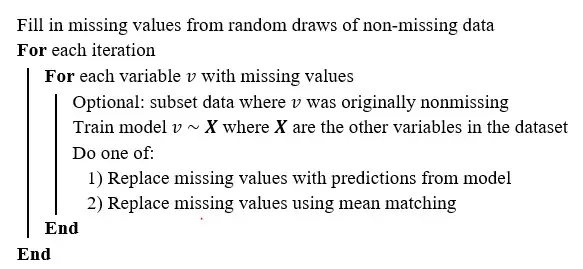 Fill in missing values from random draws of non-missing data
For each iteration
For each variable v with missing values
Optional: subset data where v was originally nonmissing
Train model v ~ X where X are the other variables in the dataset
Do one of:
1) Replace missing values with predictions from model
2) Replace missing values using mean matching
End
End